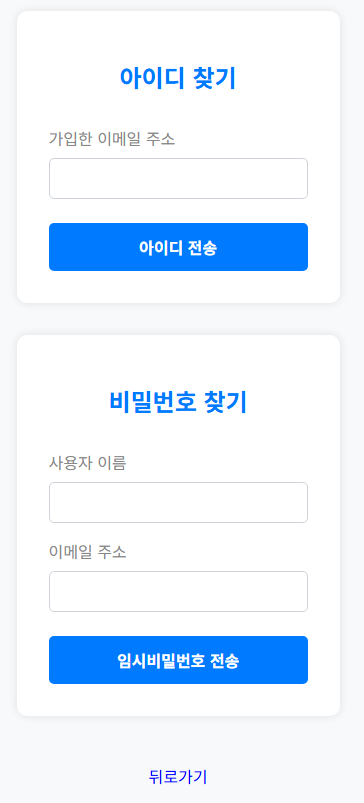 아이디 찾기
가입한 이메일 주소
아이디 전송
비밀번호 찾기
사용자 이름
이메일 주소
임시비밀번호 전송
뒤로가기